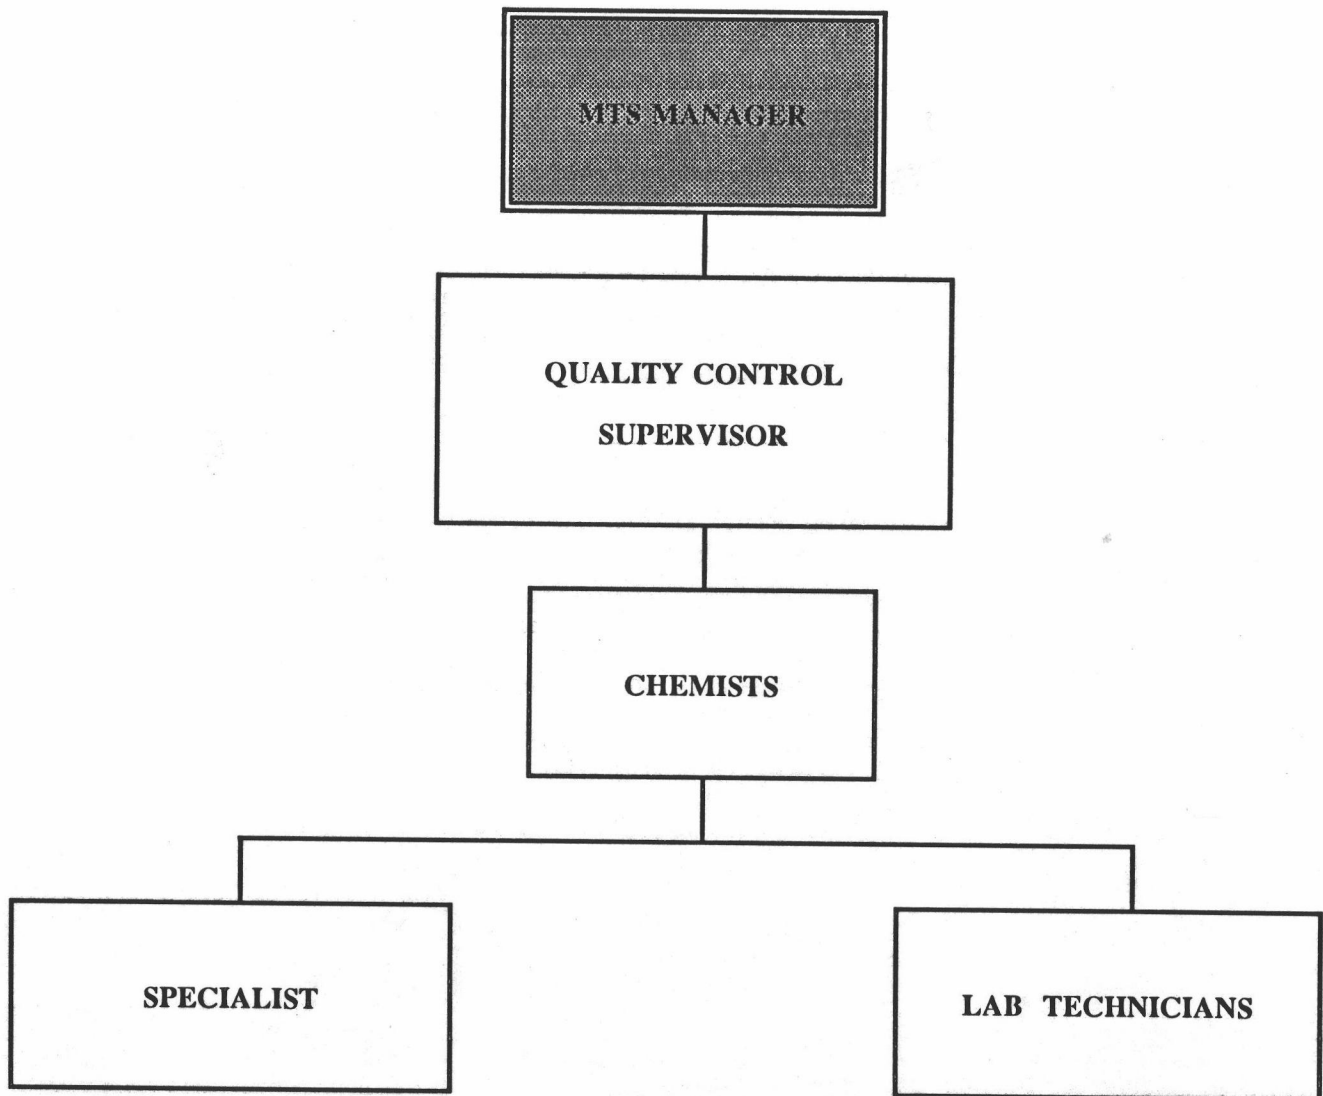 MTS MANAGER
QUALITY CONTROL
SUPERVISOR
CHEMISTS
SPECIALIST
LAB TECHNICIANS